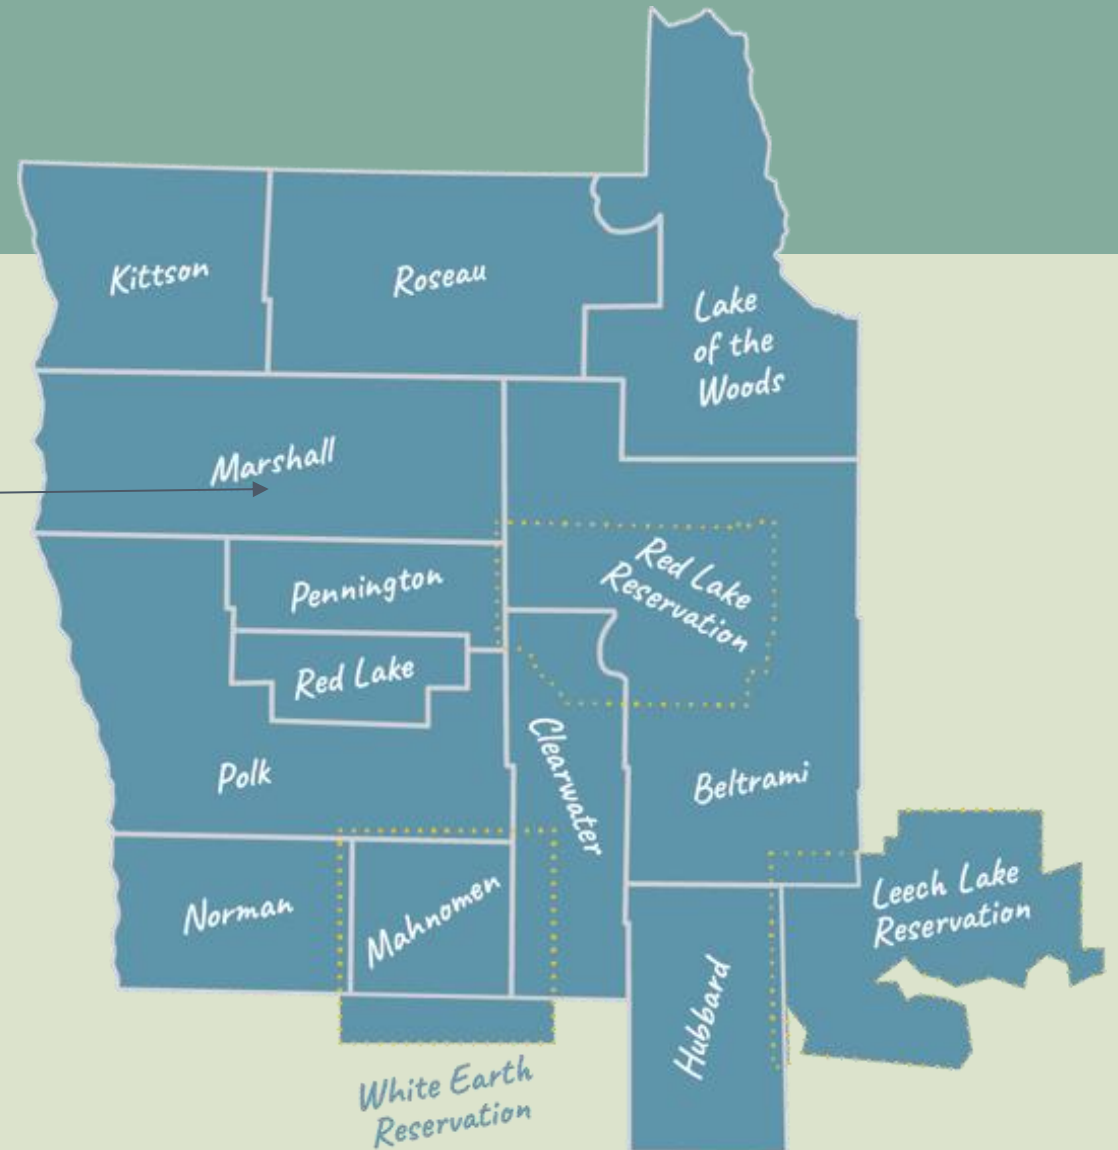 Kittson
Roseau
Lake
of the
Woods
Marshall
Red Lake
Reservation
Pennington
Red Lake
Clearwater
Polk
Beltrami
Leech Lake
Reservation
Norman
Mahnomen
Hubbard
White Earth
Reservation